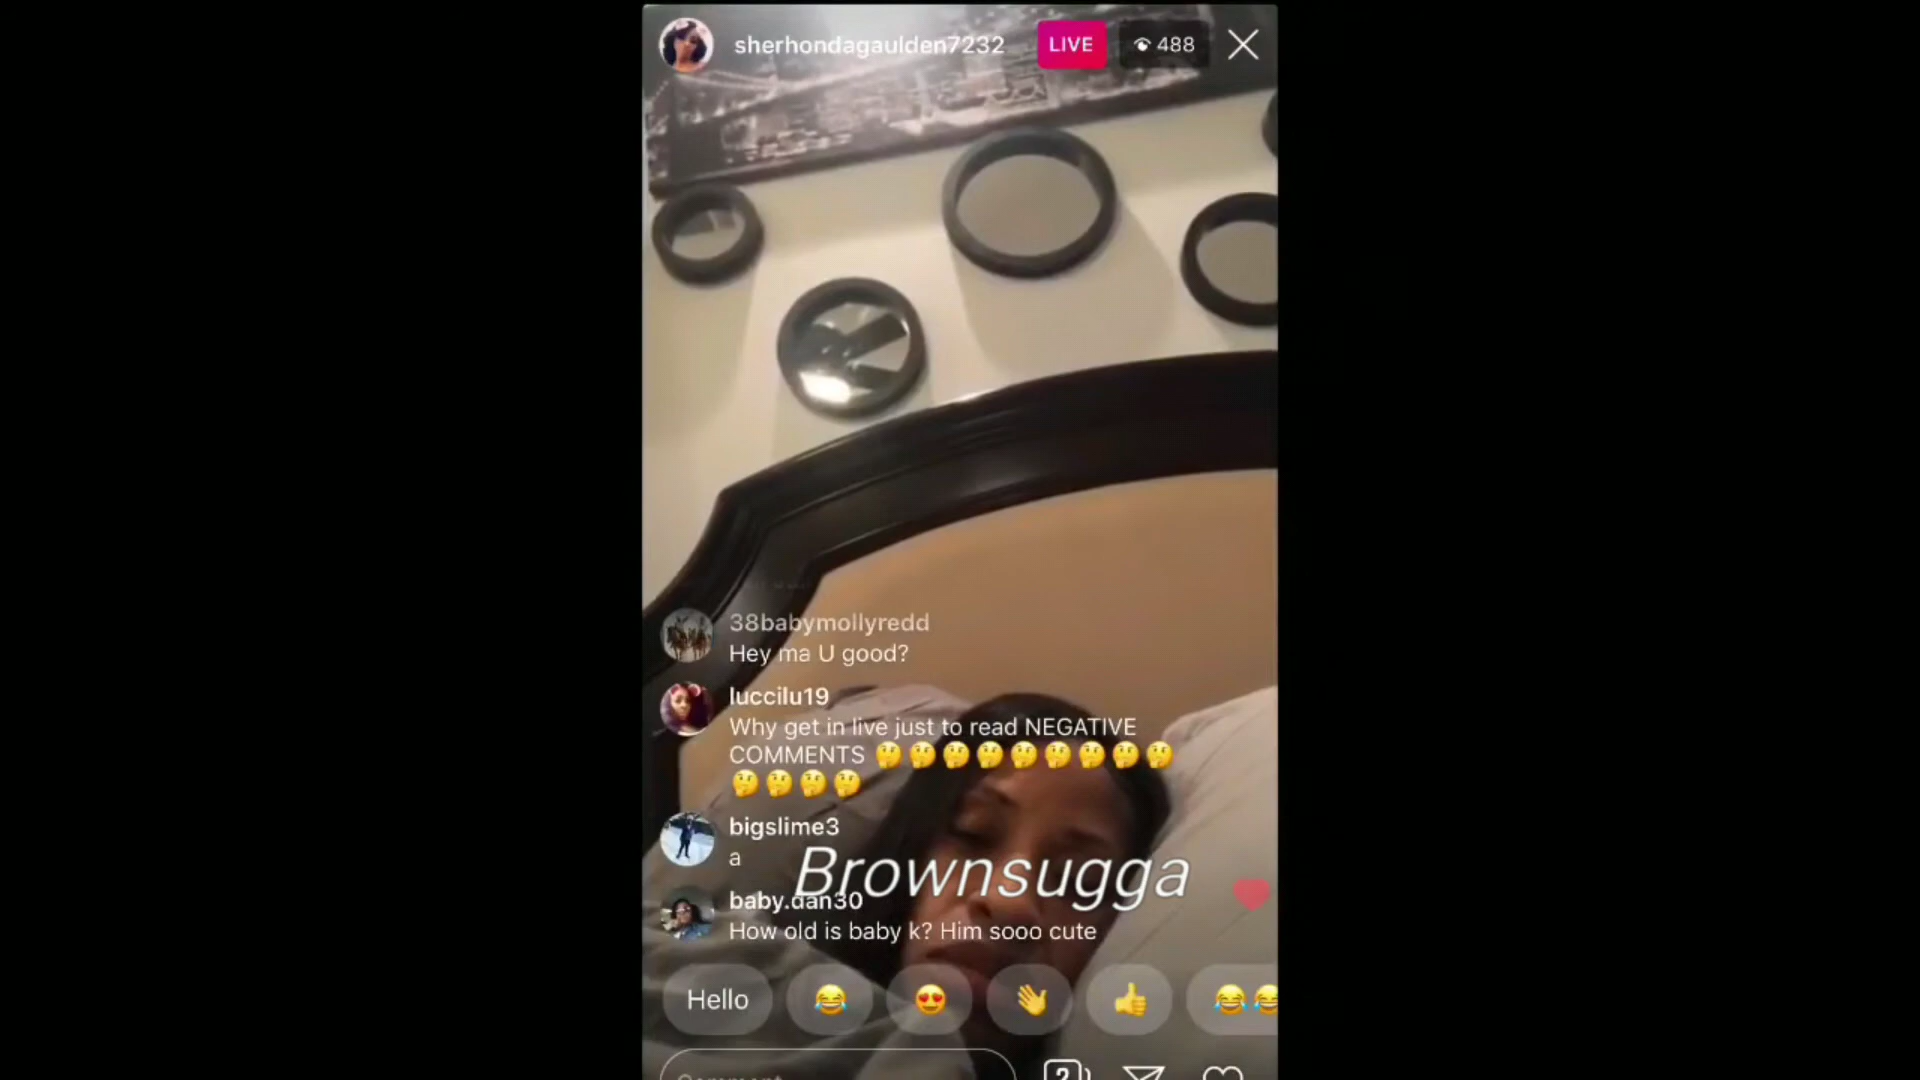 sherhondagaulden7232 LIVE 488
38babymollyredd
Hey ma U good?
luccilu19
Why get in live just to read NEGATIVE
COMMENTS 🤔🤔🤔🤔🤔🤔🤔🤔🤔
🤔🤔🤔🤔
bigslime3
a
Brownsugga
baby.dan30
How old is baby k? Him sooo cute
Hello 😂 😍 👋 👍 😂😂
Comment
?